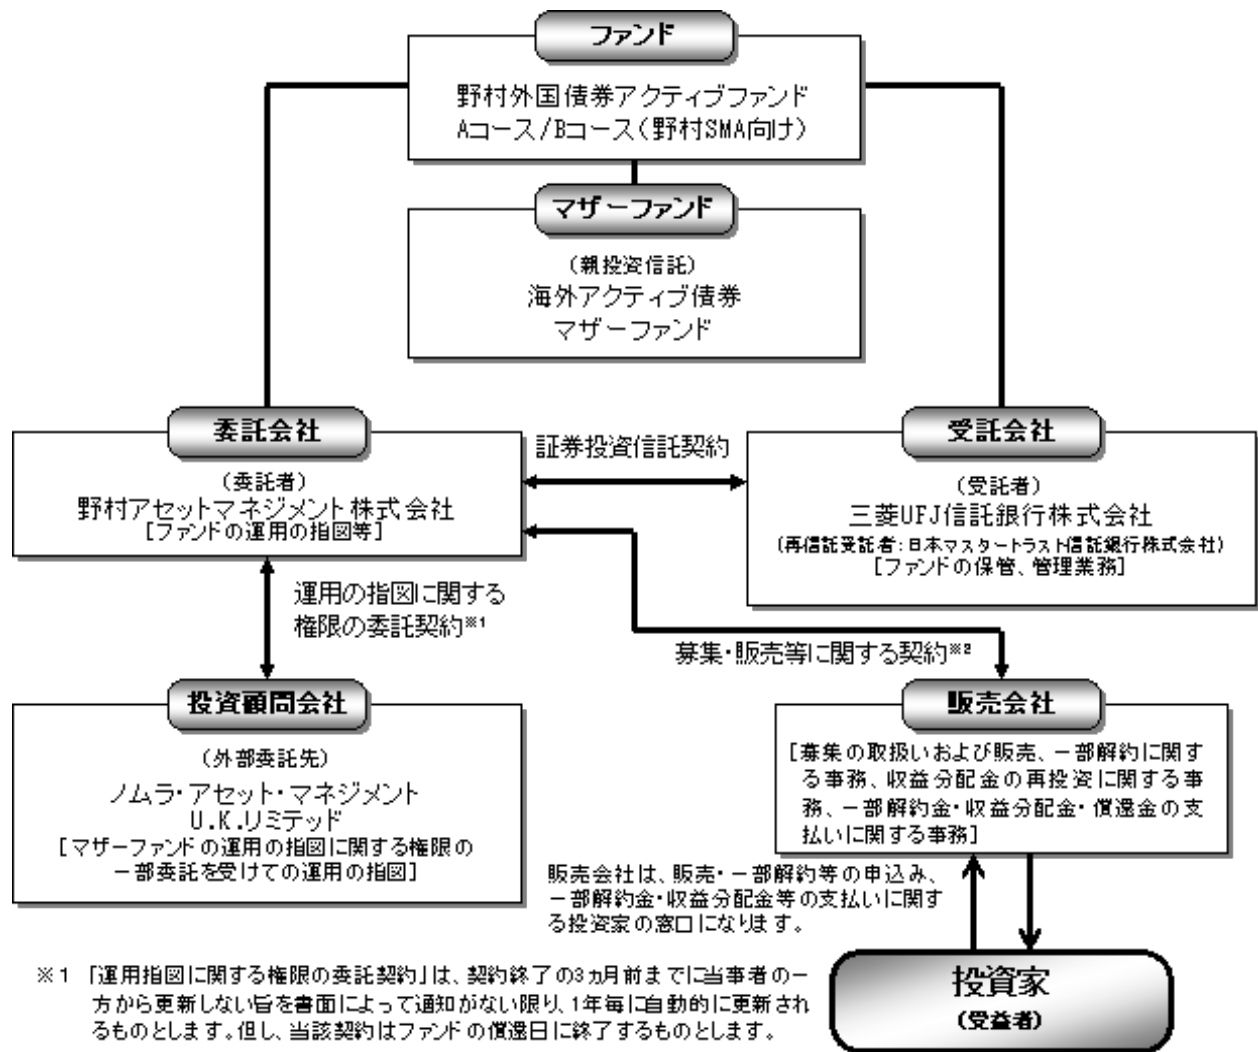 ファンド
野村外国債券アクティブファンド
Aコース/Bコース(野村SMA向け)
マザーファンド
(親投資信託)
海外アクティブ債券
マザーファンド
委託会社
(委託者)
野村アセットマネジメント株式会社
[ファンドの運用の指図等]
証券投資信託契約
受託会社
(受託者)
三菱UFJ信託銀行株式会社
(再信託受託者:日本マスタートラスト信託銀行株式会社)
[ファンドの保管、管理業務]
運用の指図に関する
権限の委託契約※1
募集・販売等に関する契約※2
投資顧問会社
(外部委託先)
ノムラ・アセット・マネジメント
U.K.リミテッド
[マザーファンドの運用の指図に関する権限の
一部委託を受けての運用の指図]
販売会社
[募集の取扱いおよび販売、一部解約に関す
る事務、収益分配金の再投資に関する事
務、一部解約金・収益分配金・償還金の支
払いに関する事務]
販売会社は、販売・一部解約等の申込み、
一部解約金・収益分配金等の支払いに関す
る投資家の窓口になります。
投資家
(受益者)
※1 「運用指図に関する権限の委託契約」は、契約終了の3ヵ月前までに当事者の一
方から更新しない旨を書面によって通知がない限り、1年毎に自動的に更新され
るものとします。但し、当該契約はファンドの償還日に終了するものとします。